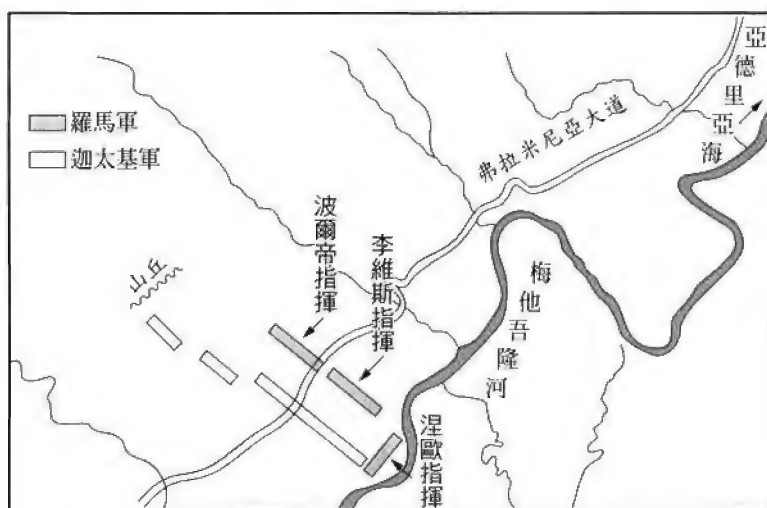 羅馬軍
迦太基軍
山丘
波爾帝指揮
李維斯指揮
涅歐指揮
弗拉米尼亞大道
梅他吾隆河
亞德里亞海